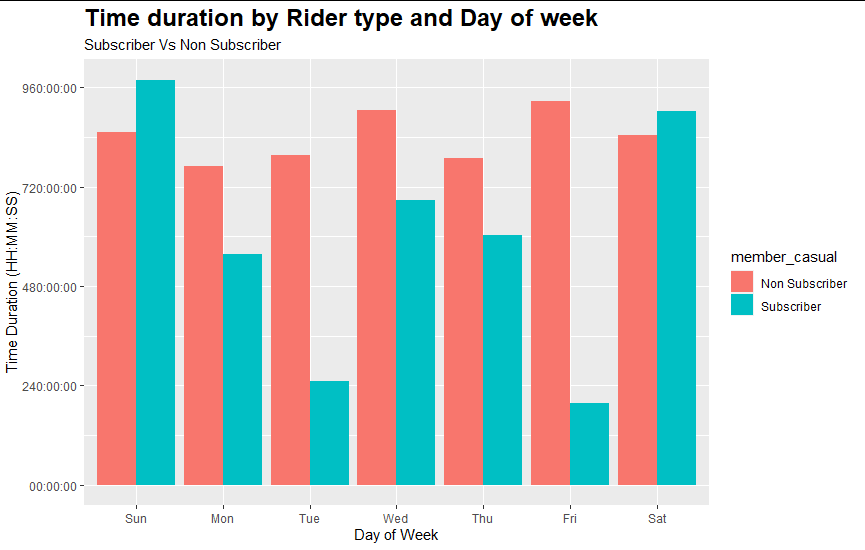 Time duration by Rider type and Day of week
Subscriber Vs Non Subscriber
Time Duration (HH:MM:SS)
960:00:00
720:00:00
480:00:00
240:00:00
00:00:00
Sun Mon Tue Wed Thu Fri Sat
Day of Week
member_casual
Non Subscriber
Subscriber